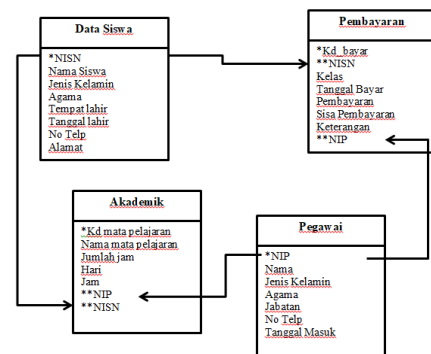 Data Siswa
*NISN
Nama Siswa
Jenis Kelamin
Agama
Tempat lahir
Tanggal lahir
No Telp
Alamat
Pembayaran
*Kd_bayar
**NISN
Kelas
Tanggal Bayar
Pembayaran
Sisa Pembayaran
Keterangan
**NIP
Akademik
*Kd mata pelajaran
Nama mata pelajaran
Jumlah jam
Hari
Jam
**NIP
**NISN
Pegawai
*NIP
Nama
Jenis Kelamin
Agama
Jabatan
No Telp
Tanggal Masuk